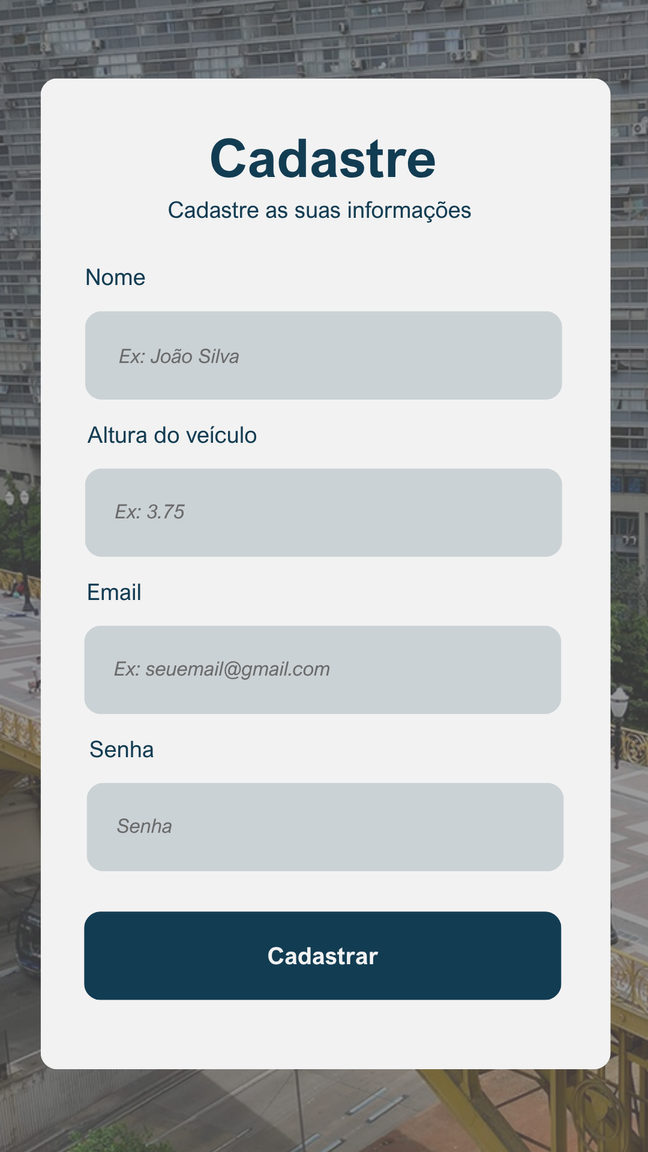 Cadastre
Cadastre as suas informações
Nome
Ex: João Silva
Altura do veículo
Ex: 3.75
Email
Ex: seuemail@gmail.com
Senha
Senha
Cadastrar